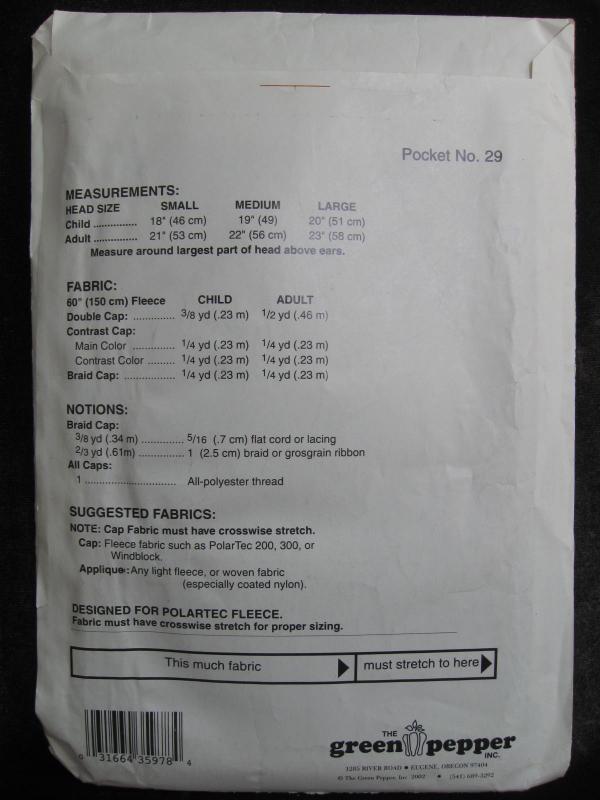 Pocket No. 29
MEASUREMENTS:
HEAD SIZE SMALL MEDIUM LARGE
Child .............. 18" (46 cm) 19" (49) 20" (51 cm)
Adult .............. 21" (53 cm) 22" (56 cm) 23" (58 cm)
Measure around largest part of head above ears.
FABRIC:
60" (150 cm) Fleece CHILD ADULT
Double Cap: ............. 3/8 yd (.23 m) 1/2 yd (.46 m)
Contrast Cap:
Main Color ............... 1/4 yd (.23 m) 1/4 yd (.23 m)
Contrast Color ......... 1/4 yd (.23 m) 1/4 yd (.23 m)
Braid Cap: ................ 1/4 yd (.23 m) 1/4 yd (.23 m)
NOTIONS:
Braid Cap:
3/8 yd (.34 m) ............. 5/16 (.7 cm) flat cord or lacing
2/3 yd (.61m) .............. 1 (2.5 cm) braid or grosgrain ribbon
All Caps:
1 .............................. All-polyester thread
SUGGESTED FABRICS:
NOTE: Cap Fabric must have crosswise stretch.
Cap: Fleece fabric such as PolarTec 200, 300, or
Windblock.
Applique: Any light fleece, or woven fabric
(especially coated nylon).
DESIGNED FOR POLARTEC FLEECE.
Fabric must have crosswise stretch for proper sizing.
This much fabric must stretch to here
0 31664 35978 4
THE
green pepper
INC.
1285 RIVER ROAD • EUGENE, OREGON 97404
© The Green Pepper, Inc 2002 • (541) 689-3292